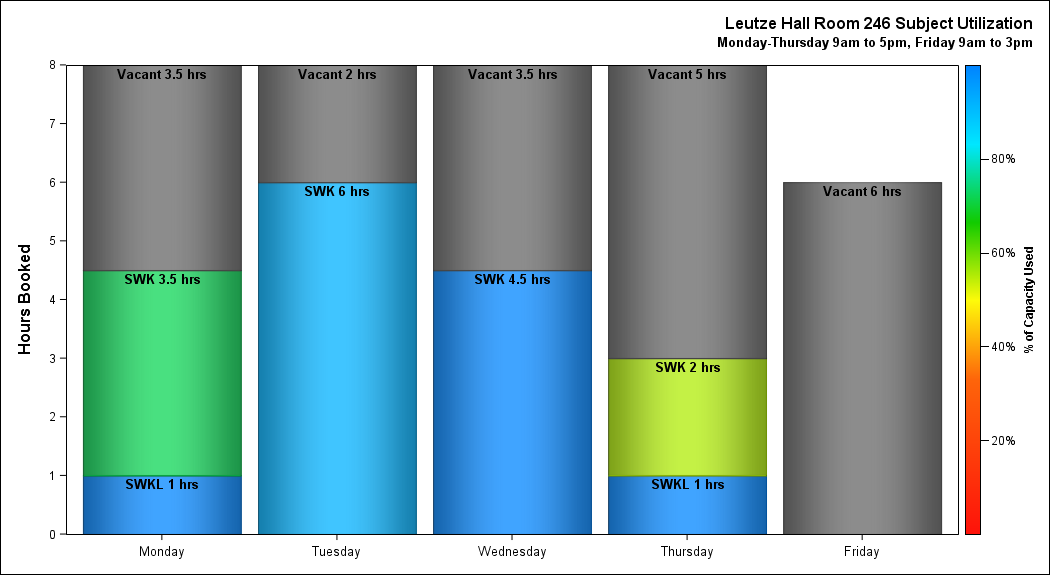 Leutze Hall Room 246 Subject Utilization
Monday-Thursday 9am to 5pm, Friday 9am to 3pm
Hours Booked
8
7
6
5
4
3
2
1
0
Vacant 3.5 hrs
SWK 3.5 hrs
SWKL 1 hrs
Vacant 2 hrs
SWK 6 hrs
Vacant 3.5 hrs
SWK 4.5 hrs
Vacant 5 hrs
SWK 2 hrs
SWKL 1 hrs
Vacant 6 hrs
Monday
Tuesday
Wednesday
Thursday
Friday
80%
60%
40%
20%
% of Capacity Used